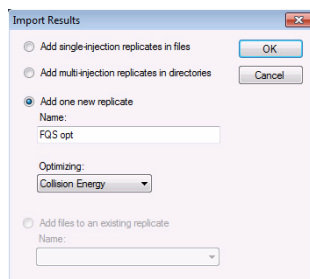 Import Results
Add single-injection replicates in files
OK
Add multi-injection replicates in directories
Cancel
Add one new replicate
Name:
FQS opt
Optimizing:
Collision Energy
Add files to an existing replicate
Name: